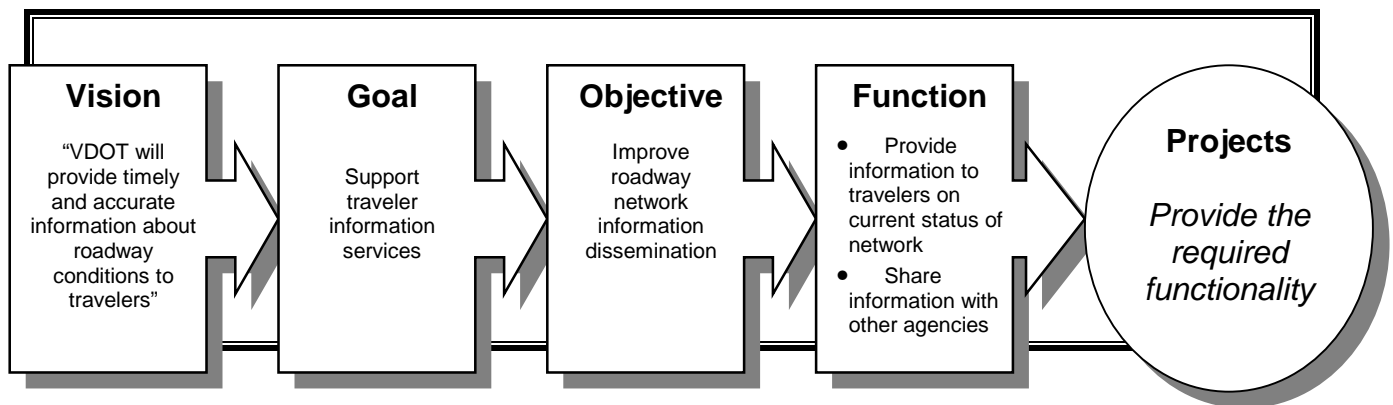 Vision
“VDOT will
provide timely
and accurate
information about
roadway
conditions to
travelers”
Goal
Support
traveler
information
services
Objective
Improve
roadway
network
information
dissemination
Function
• Provide
information to
travelers on
current status of
network
• Share
information with
other agencies
Projects
Provide the
required
functionality